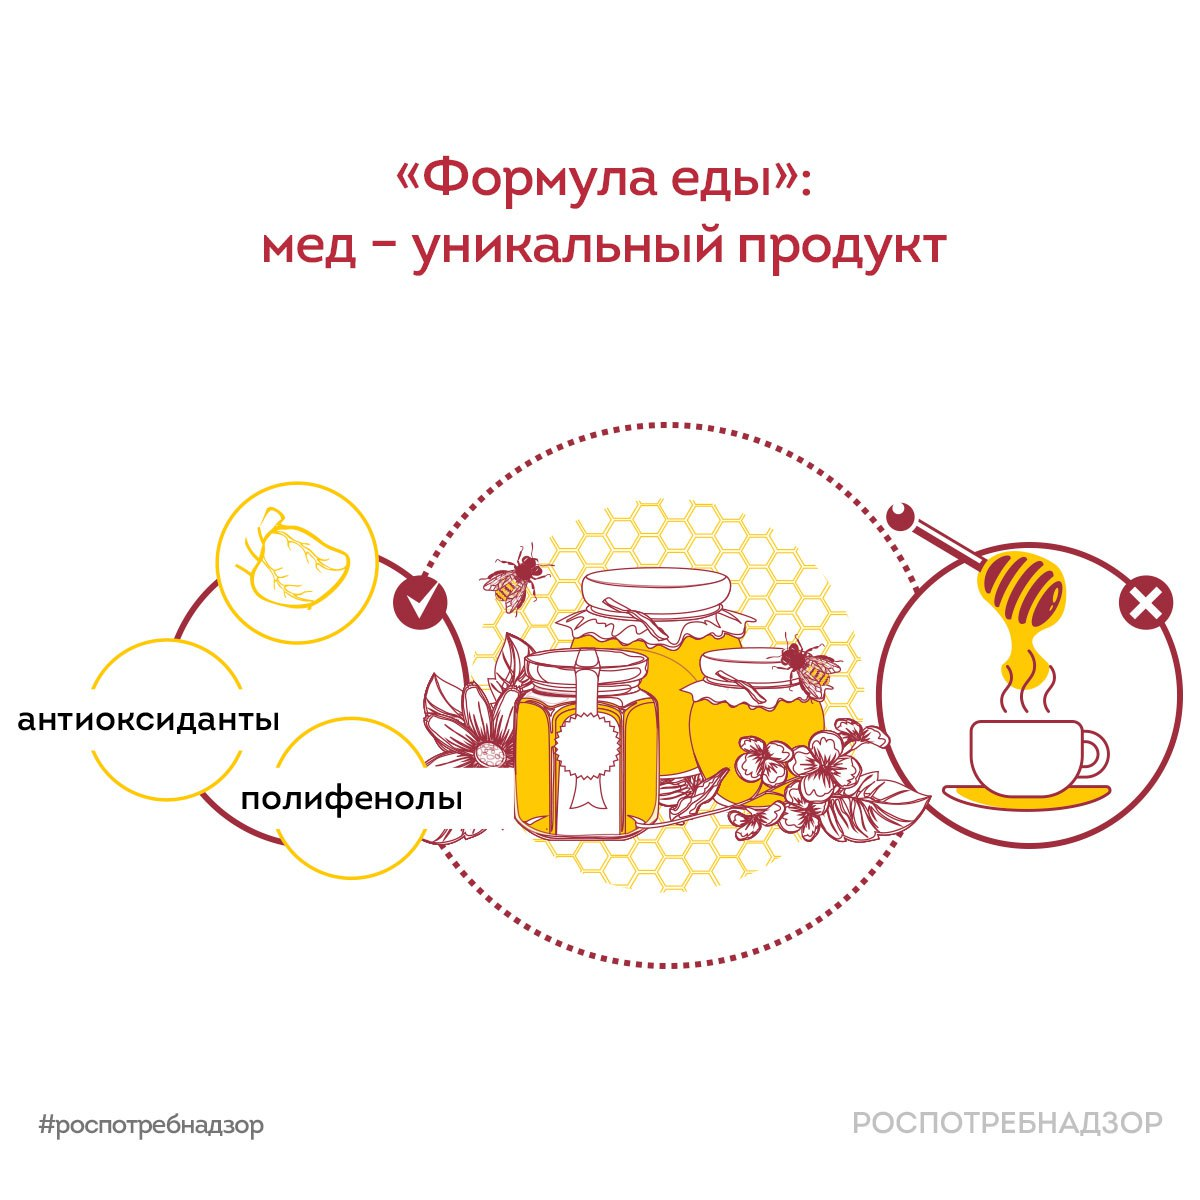 «Формула еды»:
мед – уникальный продукт
антиоксиданты
полифенолы
#роспотребнадзор
РОСПОТРЕБНАДЗОР